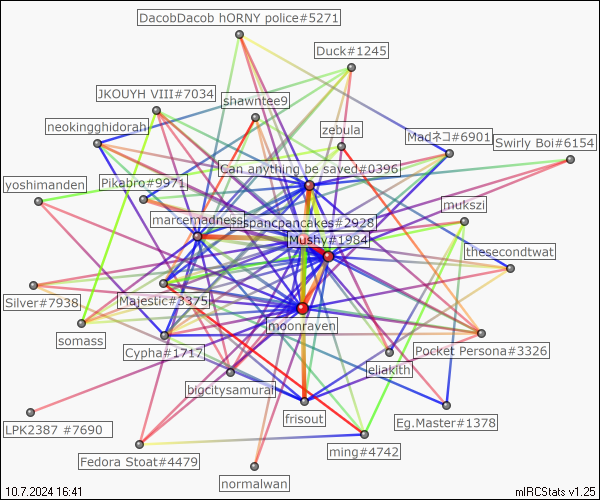 DacobDacob hORNY police#5271
Duck#1245
JKOUYH VIII#7034
shawntee9
neokingghidorah
zebula
Madネコ#6901
Swirly Boi#6154
Can anything be saved#0396
yoshimanden
Pikabro#9971
mukszi
marcemadness
spancpancakes#2928
Mushy#1984
thesecondtwat
Silver#7938
Majestic#3375
moonraven
somass
Cypha#1717
Pocket Persona#3326
eliakith
bigcitysamurai
frisout
Eg.Master#1378
LPK2387 #7690
ming#4742
Fedora Stoat#4479
normalwan
10.7.2024 16:41
mIRCStats v1.25